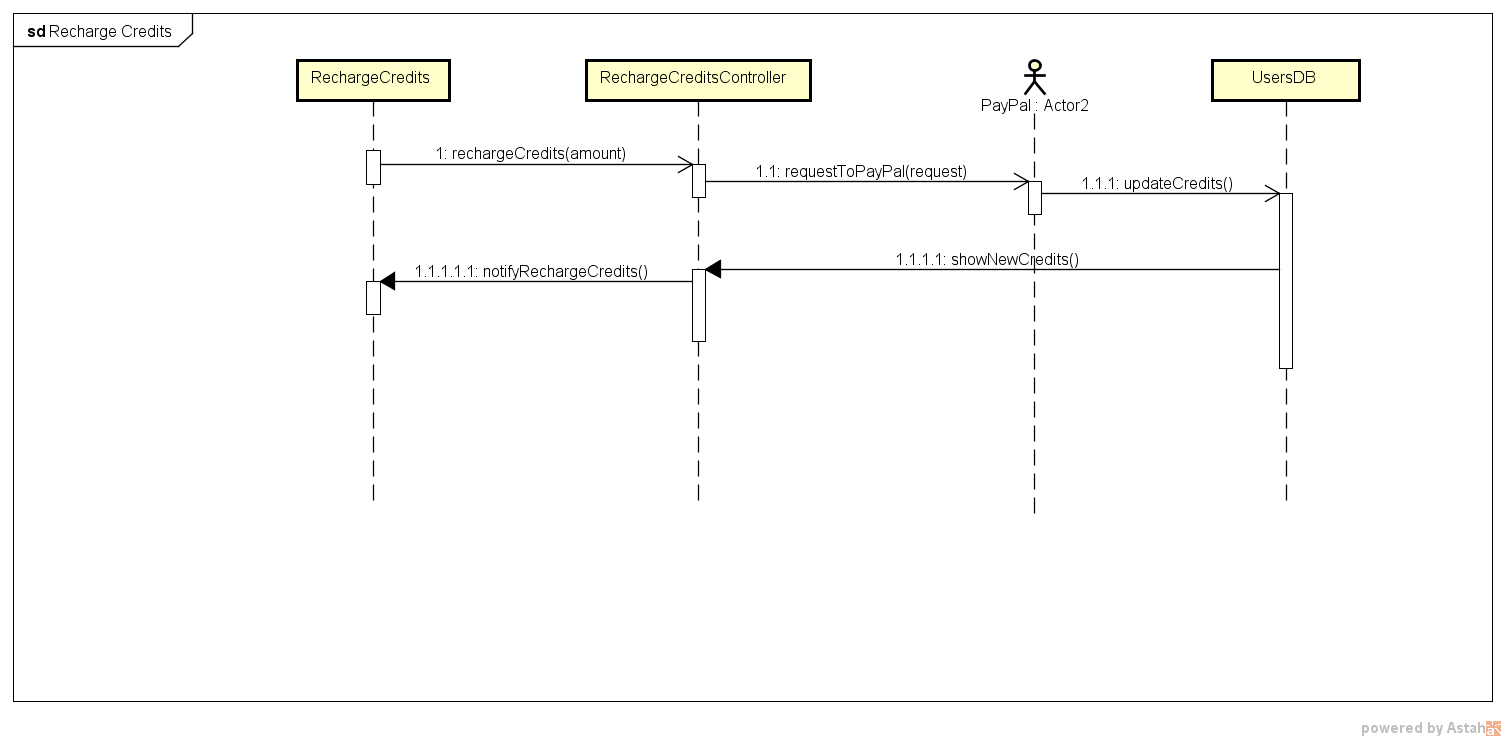 sd Recharge Credits
RechargeCredits
RechargeCreditsController
PayPal : Actor2
UsersDB
1: rechargeCredits(amount)
1.1: requestToPayPal(request)
1.1.1: updateCredits()
1.1.1.1: showNewCredits()
1.1.1.1.1: notifyRechargeCredits()
powered by Astah